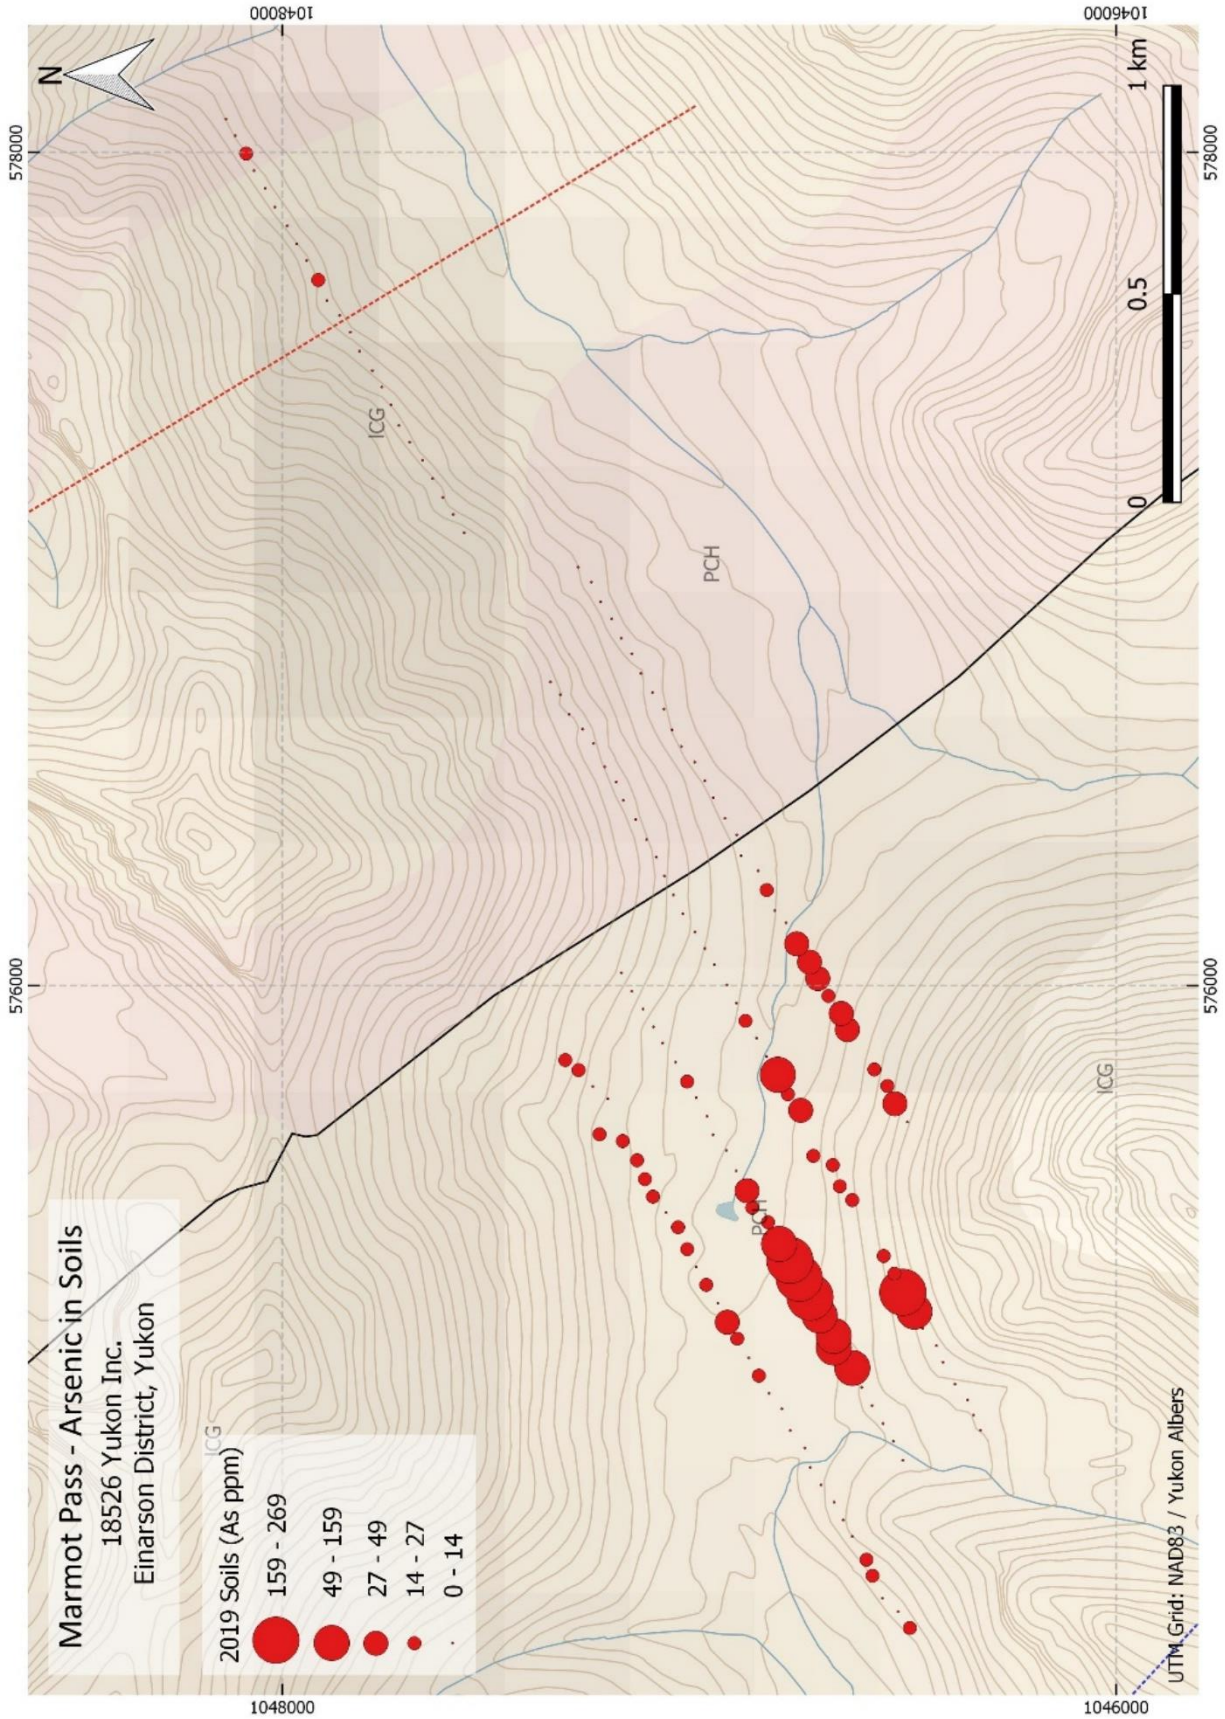 Marmot Pass - Arsenic in Soils
18526 Yukon Inc.
Einarson District, Yukon
2019 Soils (As ppm)
159 - 269
49 - 159
27 - 49
14 - 27
0 - 14
N
576000
578000
1048000
1048000
ICG
ICG
PCH
PCH
ICG
1046000
1046000
576000
578000
0
0.5
1 km
UTM Grid: NAD83 / Yukon Albers